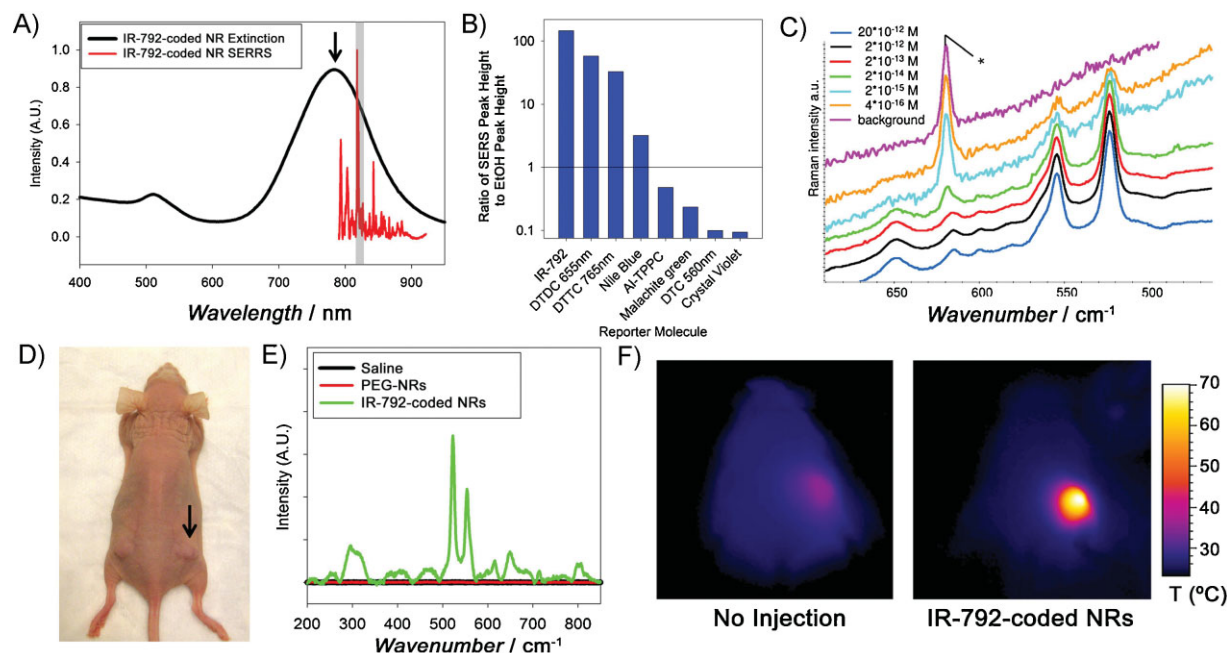 A)
IR-792-coded NR Extinction
IR-792-coded NR SERRS
Intensity (A.U.)
1.0
0.8
0.6
0.4
0.2
0.0
400 500 600 700 800 900
Wavelength / nm
B)
Ratio of SERS Peak Height
to EtOH Peak Height
100
10
1
0.1
IR-792
DTDC 655nm
DTTC 765nm
Nile Blue
Al-TPPC
Malachite green
DTC 560nm
Crystal Violet
Reporter Molecule
C)
20*10-12 M
2*10-12 M
2*10-13 M
2*10-14 M
2*10-15 M
4*10-16 M
background
*
Raman intensity a.u.
650 600 550 500
Wavenumber / cm-1
D)
E)
Saline
PEG-NRs
IR-792-coded NRs
Intensity (A.U.)
200 300 400 500 600 700 800
Wavenumber / cm-1
F)
70
60
50
40
30
T (ºC)
No Injection
IR-792-coded NRs